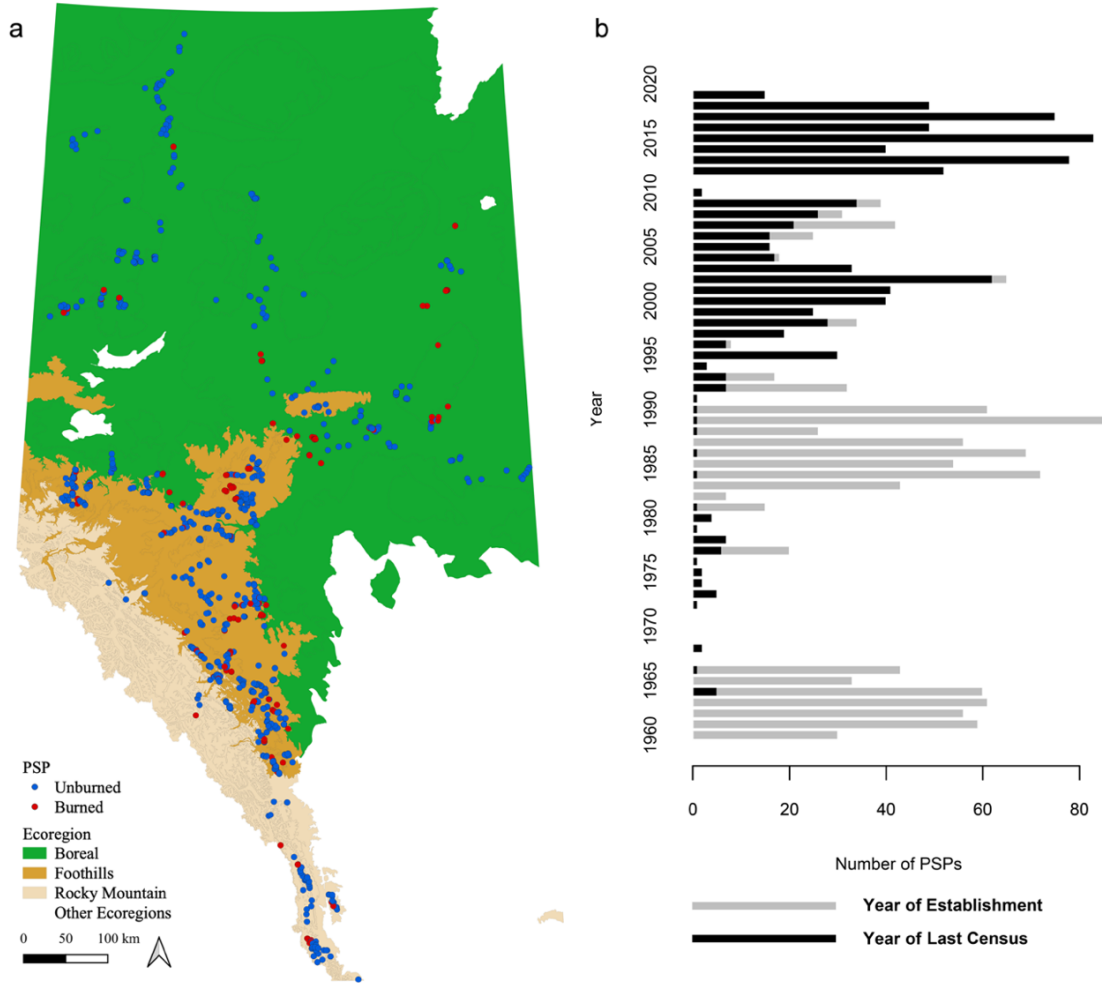 a
PSP
Unburned
Burned
Ecoregion
Boreal
Foothills
Rocky Mountain
Other Ecoregions
0 50 100 km
b
Year
2020
2015
2010
2005
2000
1995
1990
1985
1980
1975
1970
1965
1960
0 20 40 60 80
Number of PSPs
Year of Establishment
Year of Last Census